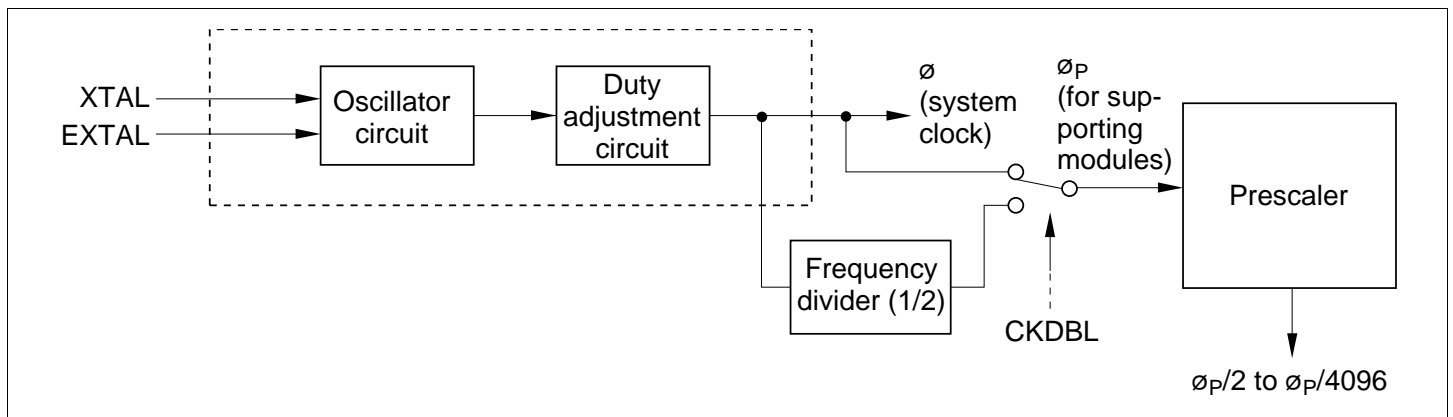 XTAL
EXTAL
Oscillator
circuit
Duty
adjustment
circuit
ø
(system
clock)
øP
(for sup-
porting
modules)
Prescaler
Frequency
divider (1/2)
CKDBL
øP/2 to øP/4096